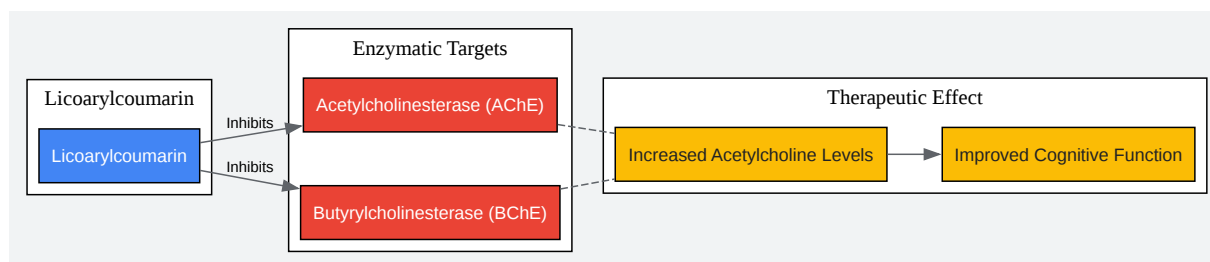 Licoarylcoumarin
Licoarylcoumarin
Inhibits
Inhibits
Enzymatic Targets
Acetylcholinesterase (AChE)
Butyrylcholinesterase (BChE)
Therapeutic Effect
Increased Acetylcholine Levels
Improved Cognitive Function